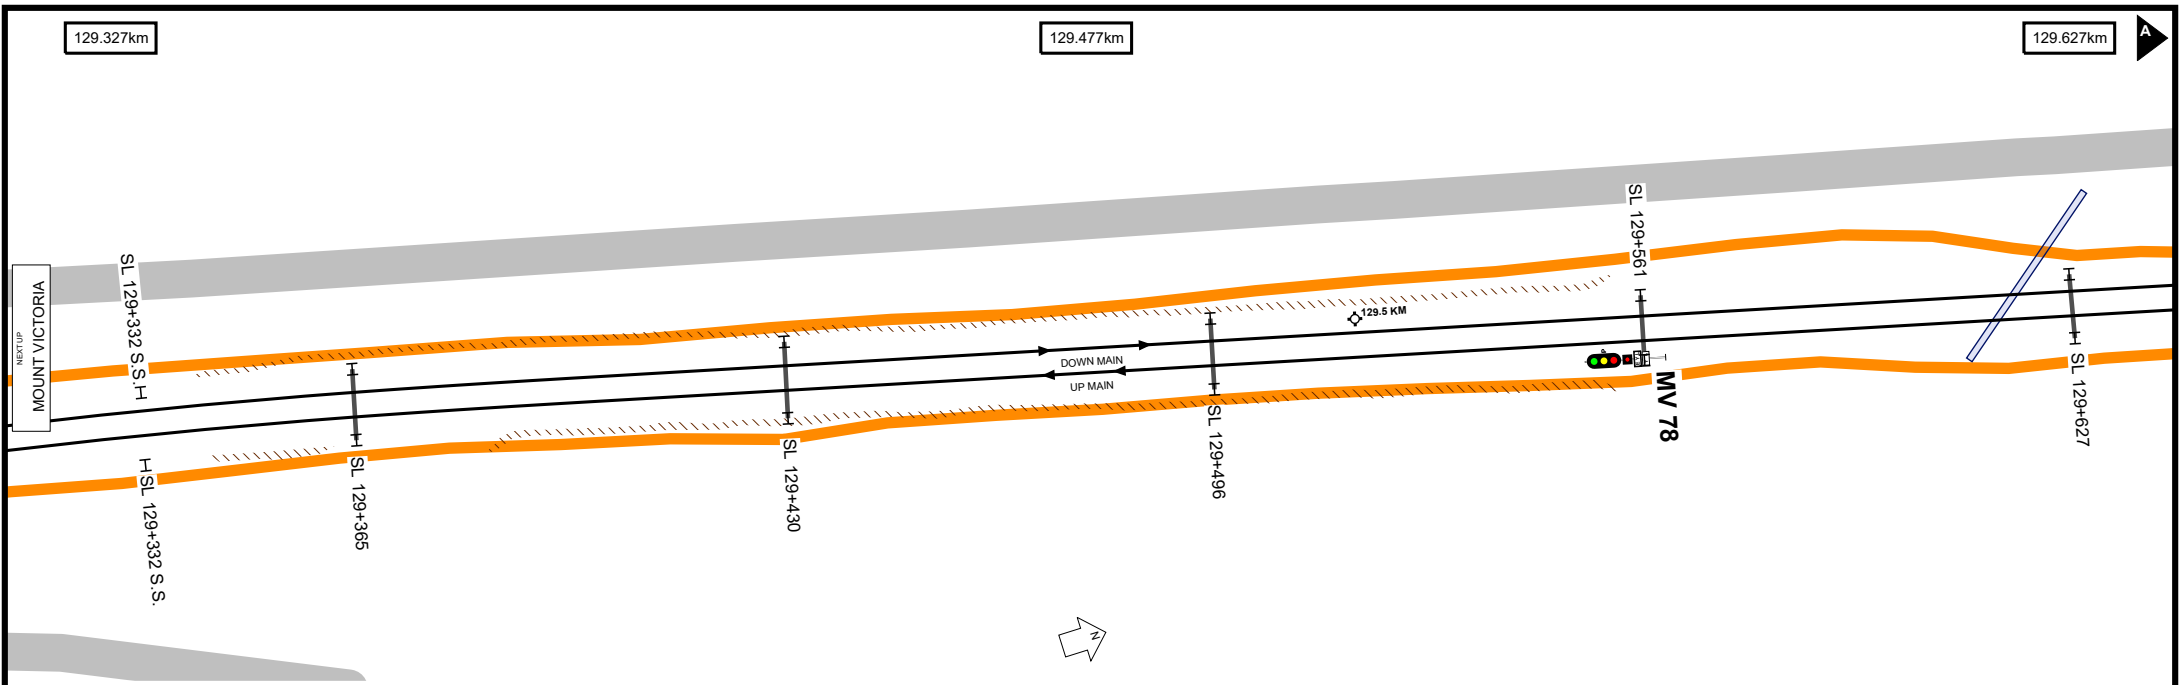 129.327km
129.477km
129.627km
A
NEXT UP
MOUNT VICTORIA
SL 129+332 S.S.
SL 129+332 S.S.
SL 129+365
SL 129+430
DOWN MAIN
UP MAIN
SL 129+496
129.5 KM
SL 129+561
MV 78
SL 129+627
N